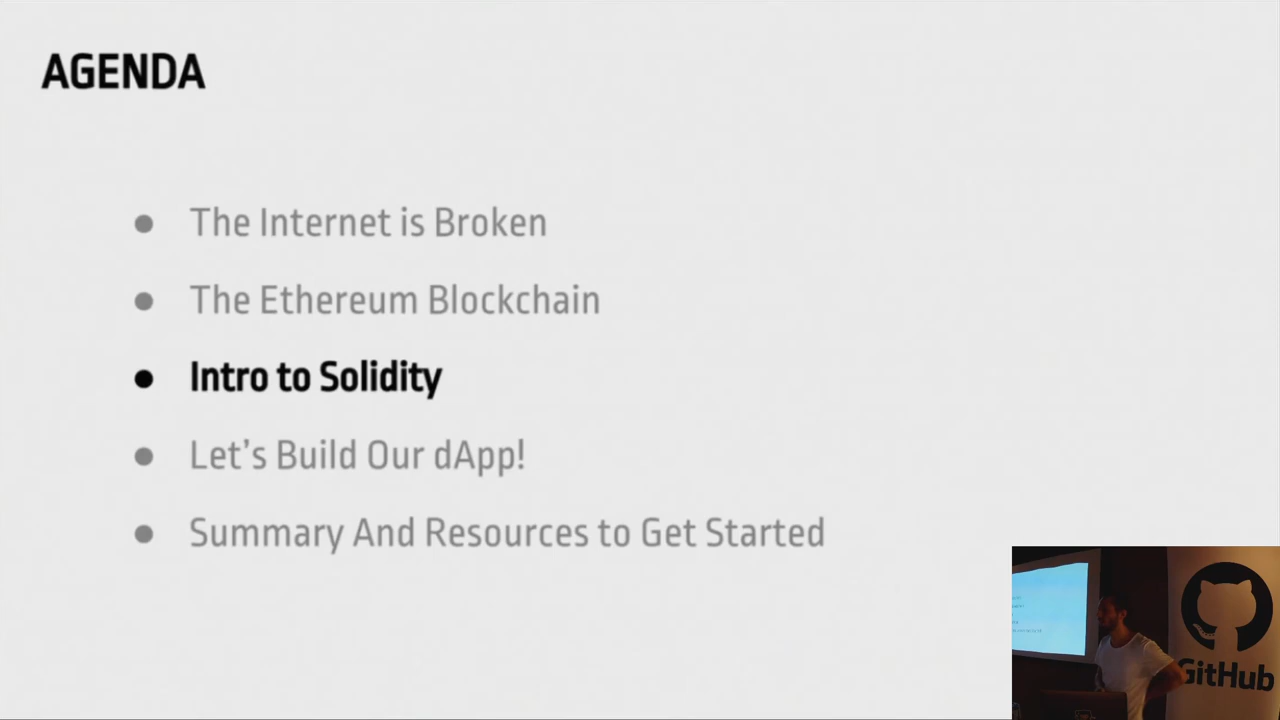 AGENDA
● The Internet is Broken
● The Ethereum Blockchain
● Intro to Solidity
● Let's Build Our dApp!
● Summary And Resources to Get Started
GitHub